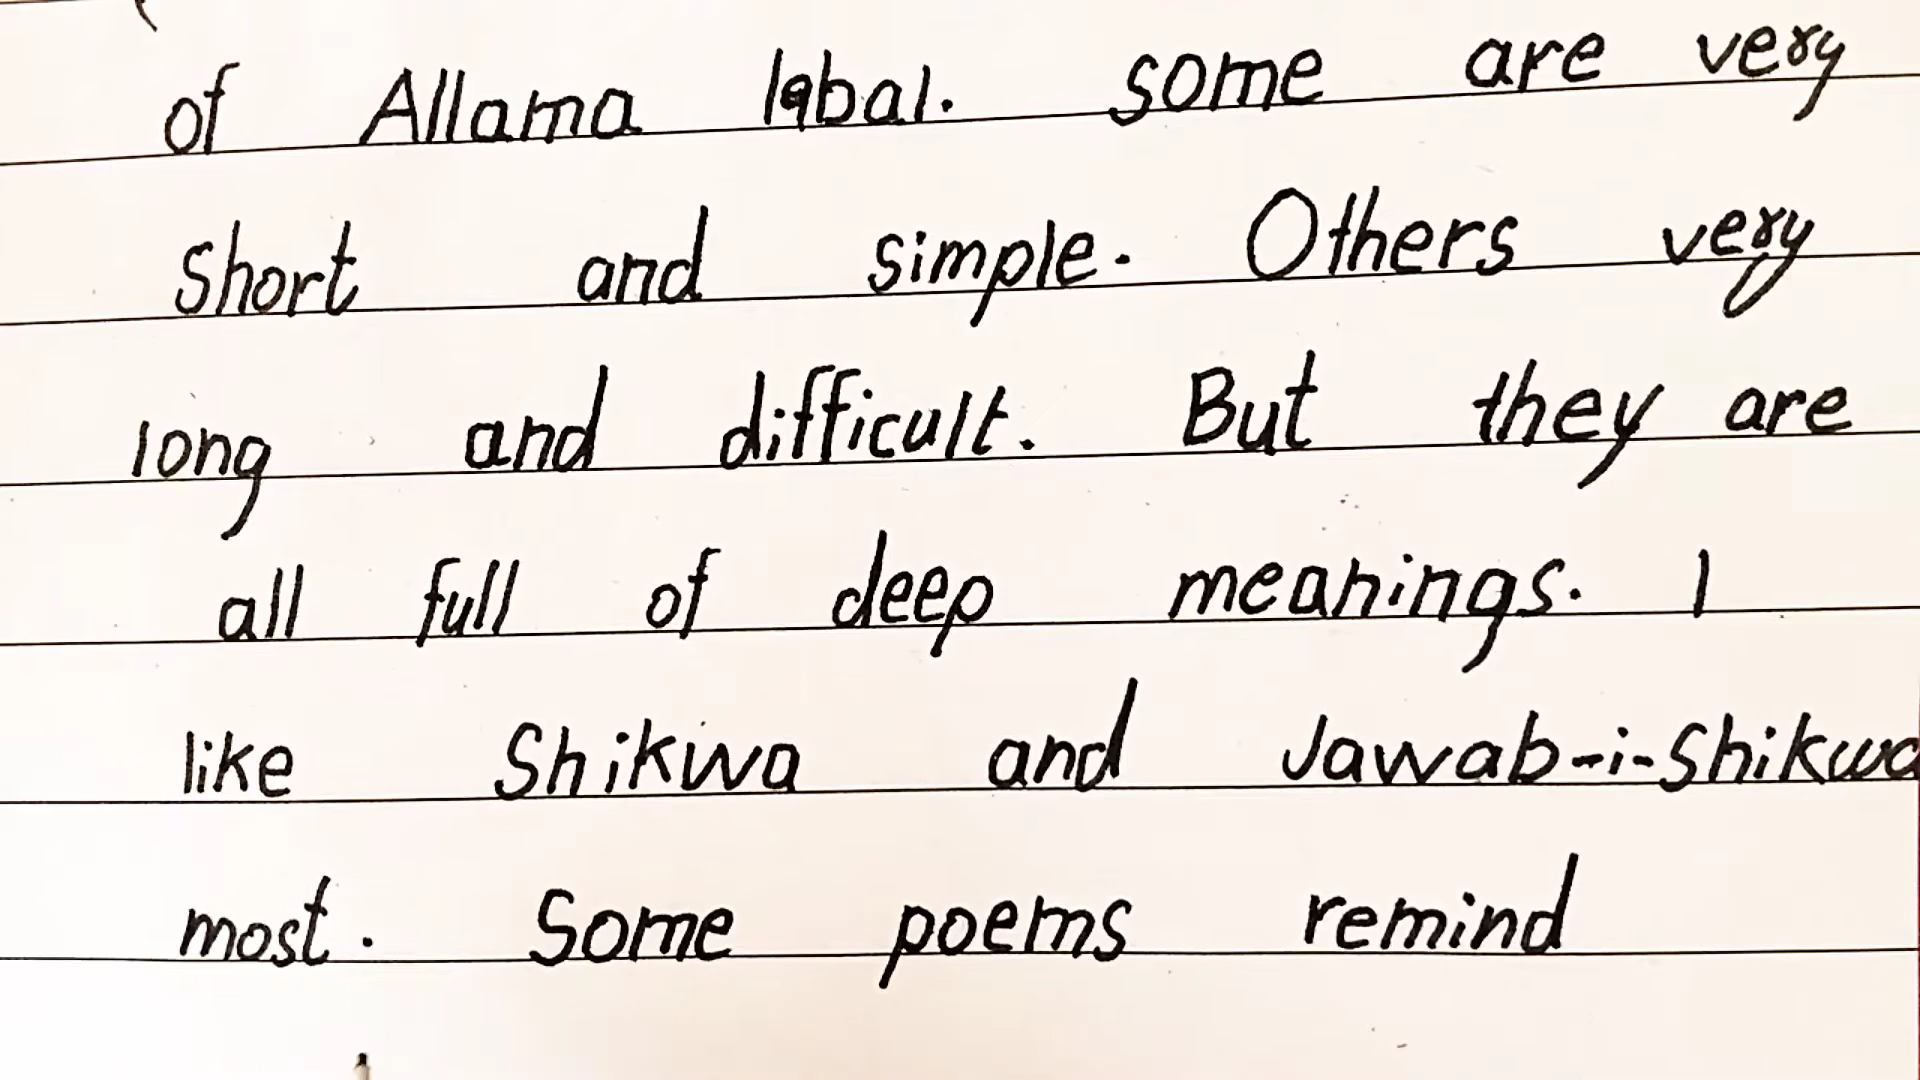 of Allama Iqbal. some are very
short and simple. Others very
long and difficult. But they are
all full of deep meanings. I
like Shikwa and Jawab-i-Shikwa
most. Some poems remind